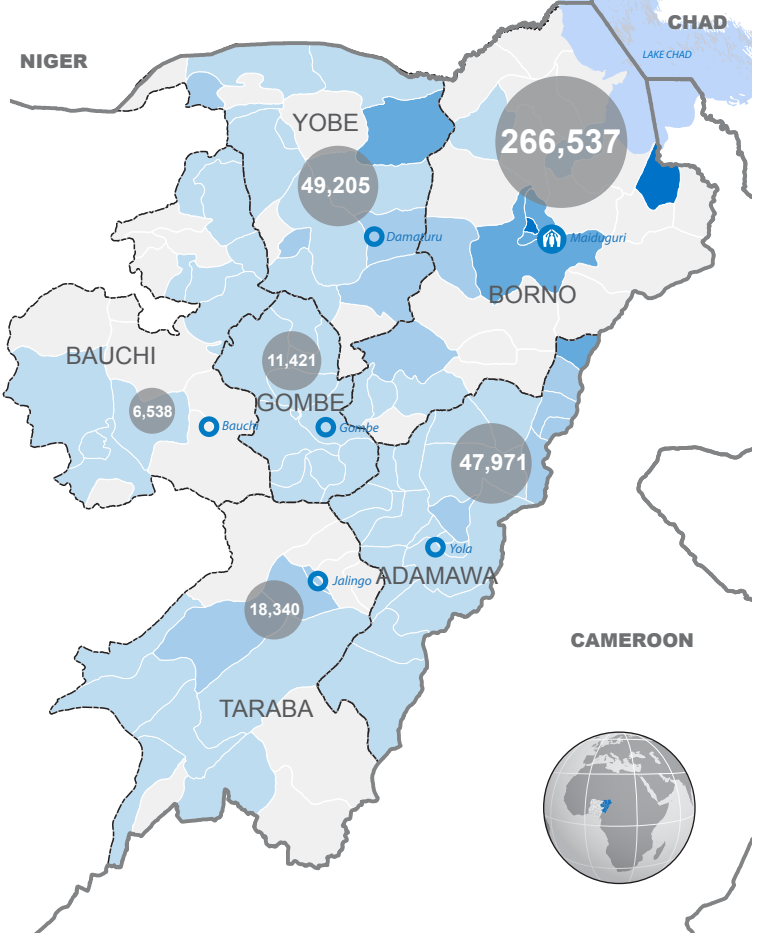 CHAD
NIGER
LAKE CHAD
YOBE
266,537
49,205
Damaturu
Maiduguri
BORNO
BAUCHI
11,421
GOMBE
6,538
Bauchi
Gombe
47,971
Yola
Jalingo
ADAMAWA
18,340
CAMEROON
TARABA